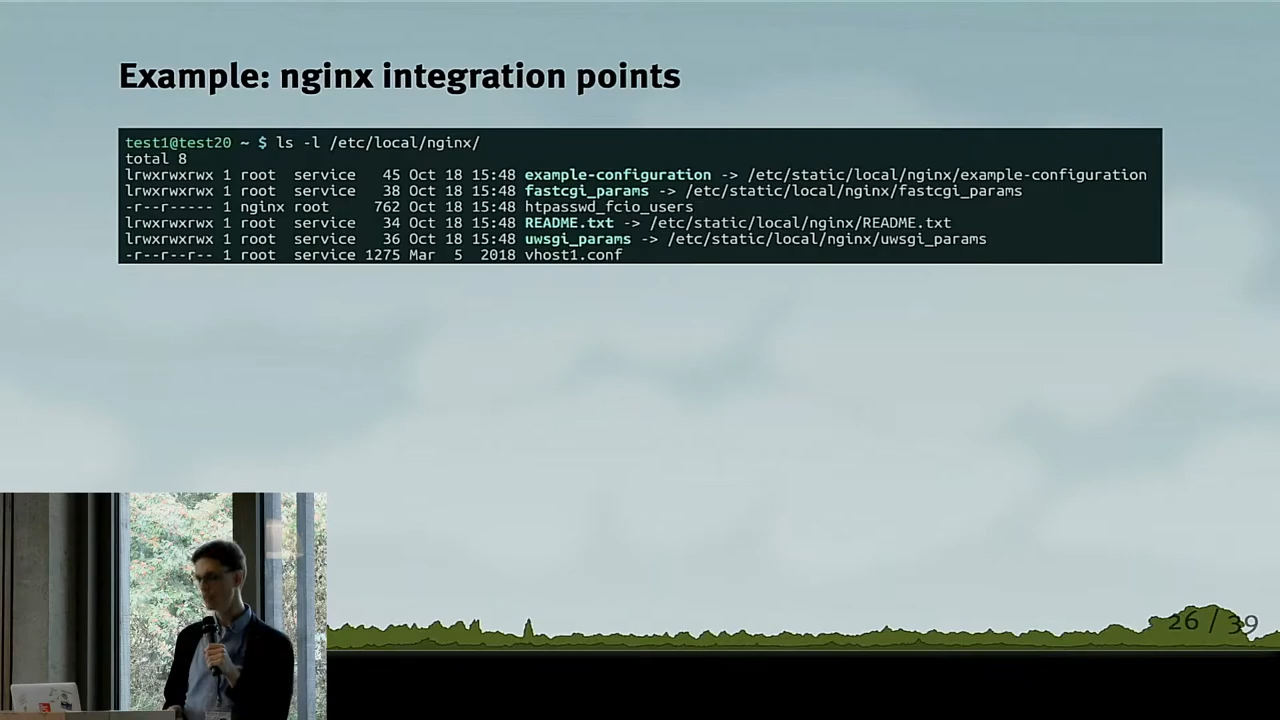 Example: nginx integration points
test1@test20 ~ $ ls -l /etc/local/nginx/
total 8
lrwxrwxrwx 1 root  service   45 Oct 18 15:48 example-configuration -> /etc/static/local/nginx/example-configuration
lrwxrwxrwx 1 root  service   38 Oct 18 15:48 fastcgi_params -> /etc/static/local/nginx/fastcgi_params
-r--r----- 1 nginx root     762 Oct 18 15:48 htpasswd_fcio_users
lrwxrwxrwx 1 root  service   34 Oct 18 15:48 README.txt -> /etc/static/local/nginx/README.txt
lrwxrwxrwx 1 root  service   36 Oct 18 15:48 uwsgi_params -> /etc/static/local/nginx/uwsgi_params
-r--r--r-- 1 root  service 1275 Mar  5  2018 vhost1.conf
26 / 39